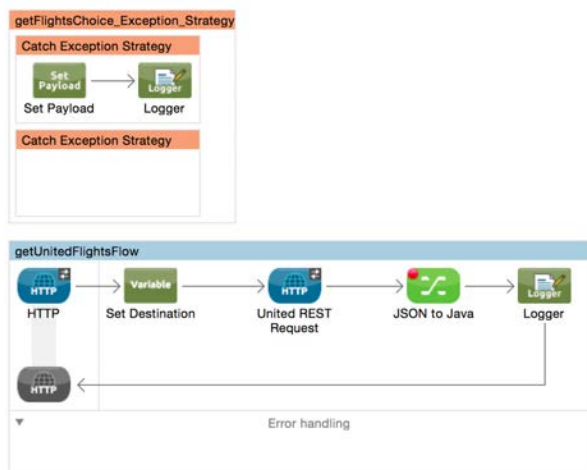 getFlightsChoice_Exception_Strategy
Catch Exception Strategy
Set
Payload
Logger
Set Payload
Logger
Catch Exception Strategy
getUnitedFlightsFlow
HTTP
Variable
HTTP
Logger
HTTP
Set Destination
United REST
Request
JSON to Java
Logger
HTTP
Error handling